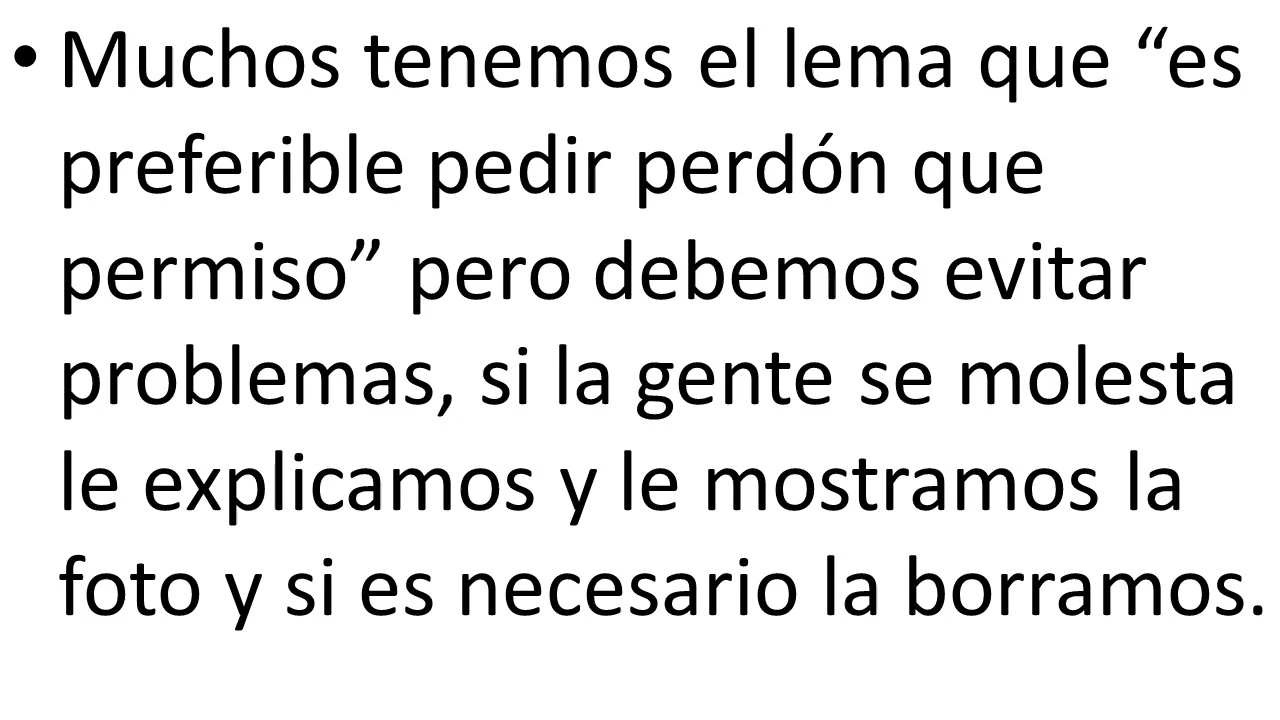 • Muchos tenemos el lema que “es
preferible pedir perdón que
permiso” pero debemos evitar
problemas, si la gente se molesta
le explicamos y le mostramos la
foto y si es necesario la borramos.